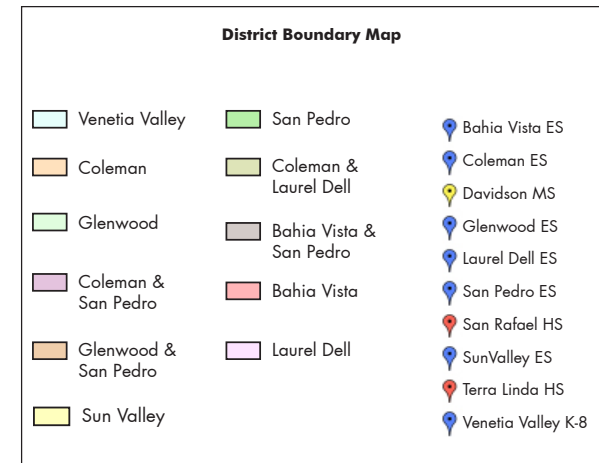 District Boundary Map
Venetia Valley
Coleman
Glenwood
Coleman &
San Pedro
Glenwood &
San Pedro
Sun Valley
San Pedro
Coleman &
Laurel Dell
Bahia Vista &
San Pedro
Bahia Vista
Laurel Dell
Bahia Vista ES
Coleman ES
Davidson MS
Glenwood ES
Laurel Dell ES
San Pedro ES
San Rafael HS
SunValley ES
Terra Linda HS
Venetia Valley K-8